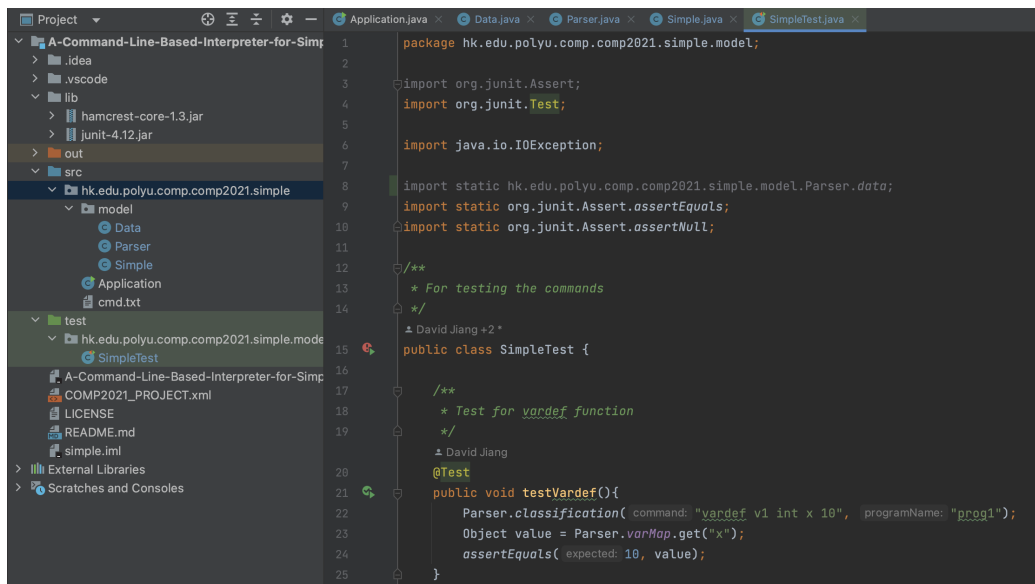 Project
Application.java
Data.java
Parser.java
Simple.java
SimpleTest.java
A-Command-Line-Based-Interpreter-for-Simp
.idea
.vscode
lib
hamcrest-core-1.3.jar
junit-4.12.jar
out
src
hk.edu.polyu.comp.comp2021.simple
model
Data
Parser
Simple
Application
cmd.txt
test
hk.edu.polyu.comp.comp2021.simple.mode
SimpleTest
A-Command-Line-Based-Interpreter-for-Simp
COMP2021_PROJECT.xml
LICENSE
README.md
simple.iml
External Libraries
Scratches and Consoles
1 package hk.edu.polyu.comp.comp2021.simple.model;
2
3 import org.junit.Assert;
4 import org.junit.Test;
5
6 import java.io.IOException;
7
8 import static hk.edu.polyu.comp.comp2021.simple.model.Parser.data;
9 import static org.junit.Assert.assertEquals;
10 import static org.junit.Assert.assertNull;
11
12 /**
13 * For testing the commands
14 */
David Jiang +2 *
15 public class SimpleTest {
16
17 /**
18 * Test for vardef function
19 */
David Jiang
20 @Test
21 public void testVardef(){
22 Parser.classification( command: "vardef v1 int x 10", programName: "prog1");
23 Object value = Parser.varMap.get("x");
24 assertEquals( expected: 10, value);
25 }